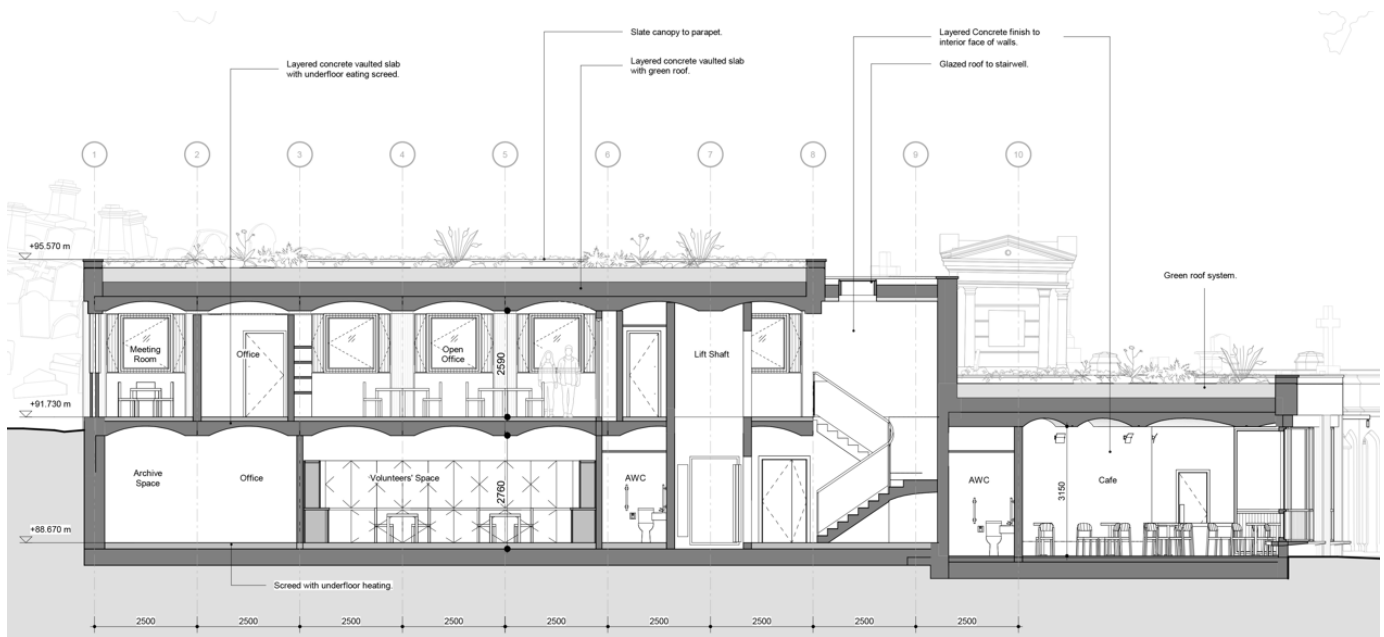 Slate canopy to parapet.
Layered Concrete finish to
interior face of walls.
Layered concrete vaulted slab
with underfloor eating screed.
Layered concrete vaulted slab
with green roof.
Glazed roof to stairwell.
1
2
3
4
5
6
7
8
9
10
+95.570 m
Green roof system.
Meeting
Room
Office
Open
Office
2590
Lift Shaft
+91.730 m
Archive
Space
Office
Volunteers' Space
2760
AWC
AWC
3150
Cafe
+88.670 m
Screed with underfloor heating.
2500
2500
2500
2500
2500
2500
2500
2500
2500